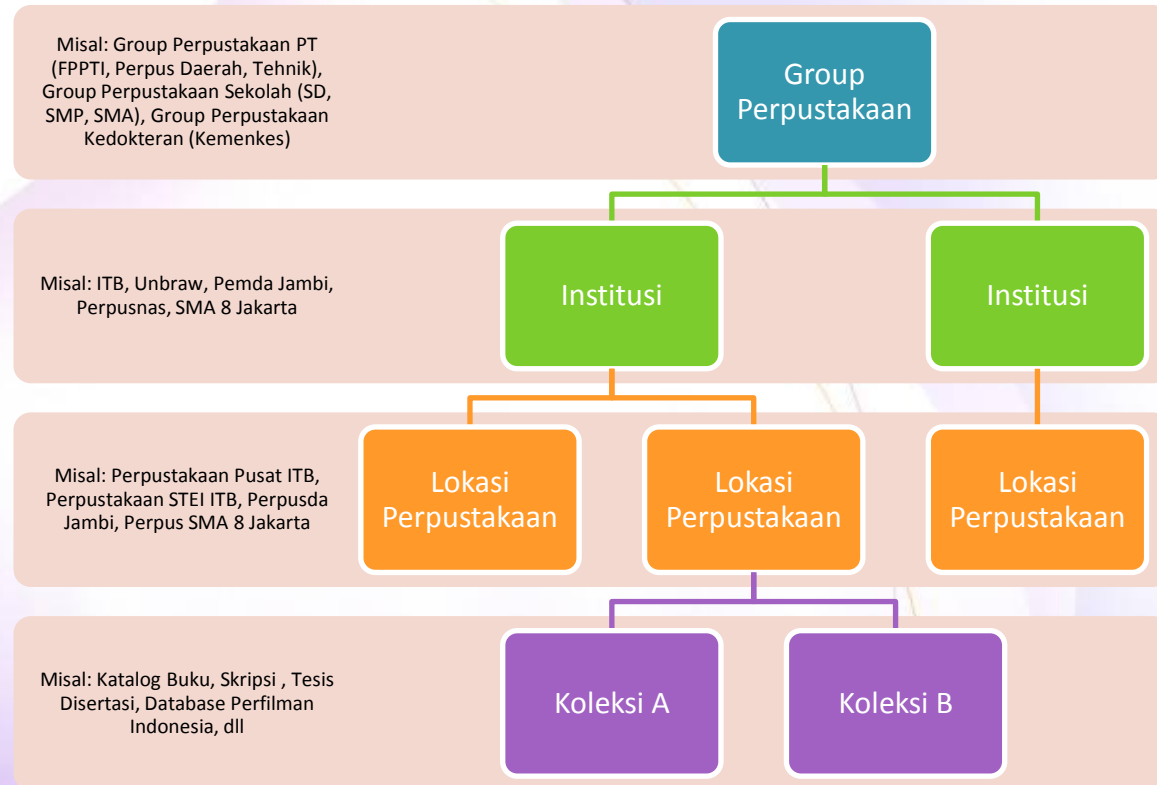 Misal: Group Perpustakaan PT
(FPPTI, Perpus Daerah, Tehnik),
Group Perpustakaan Sekolah (SD,
SMP, SMA), Group Perpustakaan
Kedokteran (Kemenkes)
Group
Perpustakaan
Misal: ITB, Unbraw, Pemda Jambi,
Perpusnas, SMA 8 Jakarta
Institusi
Institusi
Misal: Perpustakaan Pusat ITB,
Perpustakaan STEI ITB, Perpusda
Jambi, Perpus SMA 8 Jakarta
Lokasi
Perpustakaan
Lokasi
Perpustakaan
Lokasi
Perpustakaan
Misal: Katalog Buku, Skripsi , Tesis
Disertasi, Database Perfilman
Indonesia, dll
Koleksi A
Koleksi B